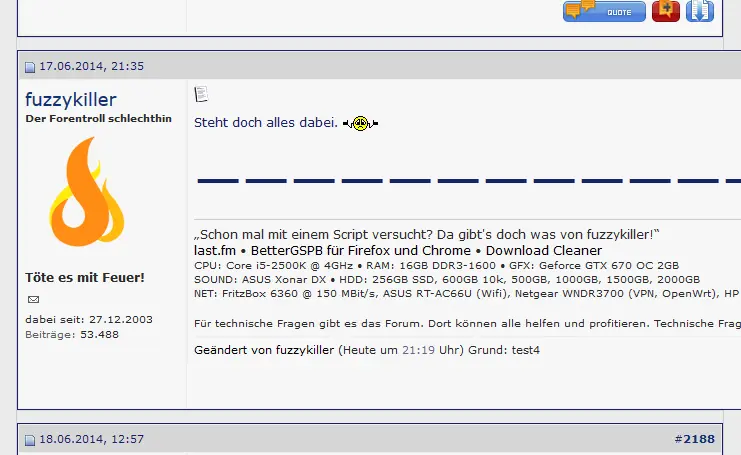 QUOTE
17.06.2014, 21:35
fuzzykiller
Der Forentroll schlechthin
Töte es mit Feuer!
dabei seit: 27.12.2003
Beiträge: 53.488
Steht doch alles dabei.
„Schon mal mit einem Script versucht? Da gibt's doch was von fuzzykiller!“
last.fm • BetterGSPB für Firefox und Chrome • Download Cleaner
CPU: Core i5-2500K @ 4GHz • RAM: 16GB DDR3-1600 • GFX: Geforce GTX 670 OC 2GB
SOUND: ASUS Xonar DX • HDD: 256GB SSD, 600GB 10k, 500GB, 1000GB, 1500GB, 2000GB
NET: FritzBox 6360 @ 150 MBit/s, ASUS RT-AC66U (Wifi), Netgear WNDR3700 (VPN, OpenWrt), HP
Für technische Fragen gibt es das Forum. Dort können alle helfen und profitieren. Technische Frag
Geändert von fuzzykiller (Heute um 21:19 Uhr) Grund: test4
18.06.2014, 12:57
#2188